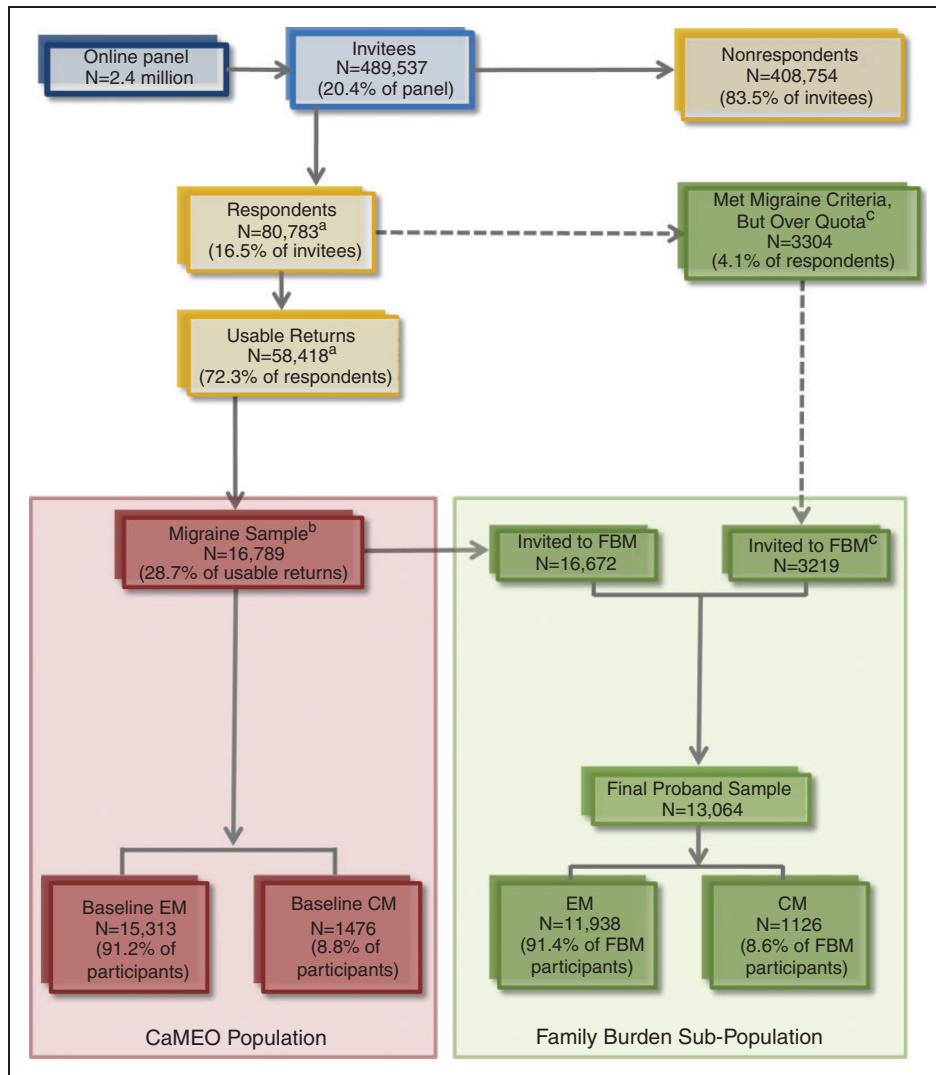 Online panel
N=2.4 million
Invitees
N=489,537
(20.4% of panel)
Nonrespondents
N=408,754
(83.5% of invitees)
Respondents
N=80,783a
(16.5% of invitees)
Met Migraine Criteria,
But Over Quotac
N=3304
(4.1% of respondents)
Usable Returns
N=58,418a
(72.3% of respondents)
Migraine Sampleb
N=16,789
(28.7% of usable returns)
Invited to FBM
N=16,672
Invited to FBMc
N=3219
Final Proband Sample
N=13,064
Baseline EM
N=15,313
(91.2% of
participants)
Baseline CM
N=1476
(8.8% of
participants)
EM
N=11,938
(91.4% of FBM
participants)
CM
N=1126
(8.6% of FBM
participants)
CaMEO Population
Family Burden Sub-Population